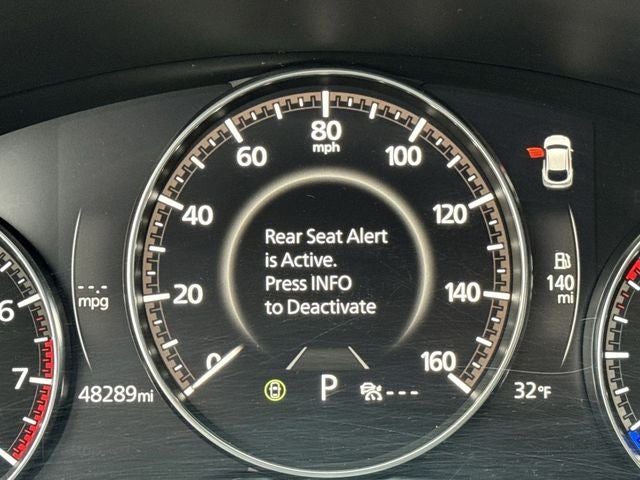 80
mph
60
100
40
120
20
140
0
160
Rear Seat Alert
is Active.
Press INFO
to Deactivate
-.-
mpg
140
mi
6
7
48289mi
P
---
32°F